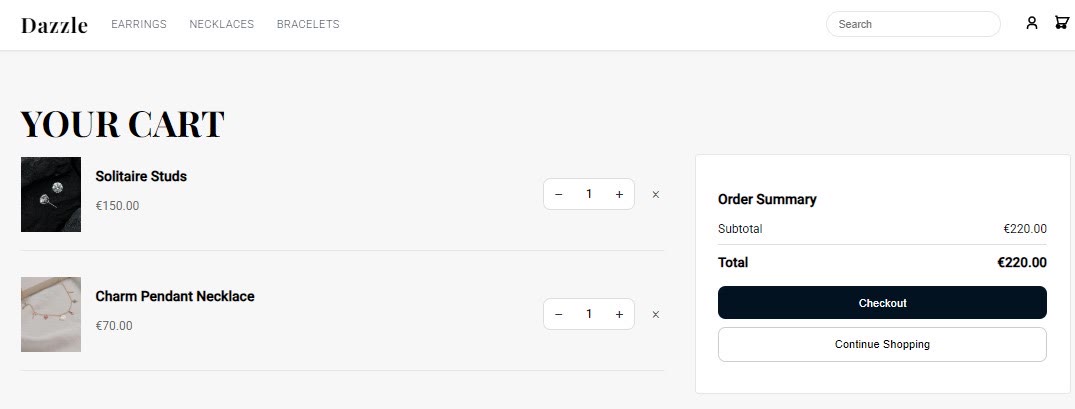 Dazzle EARRINGS NECKLACES BRACELETS Search
YOUR CART
Solitaire Studs
€150.00
− 1 + ×
Charm Pendant Necklace
€70.00
− 1 + ×
Order Summary
Subtotal €220.00
Total €220.00
Checkout
Continue Shopping